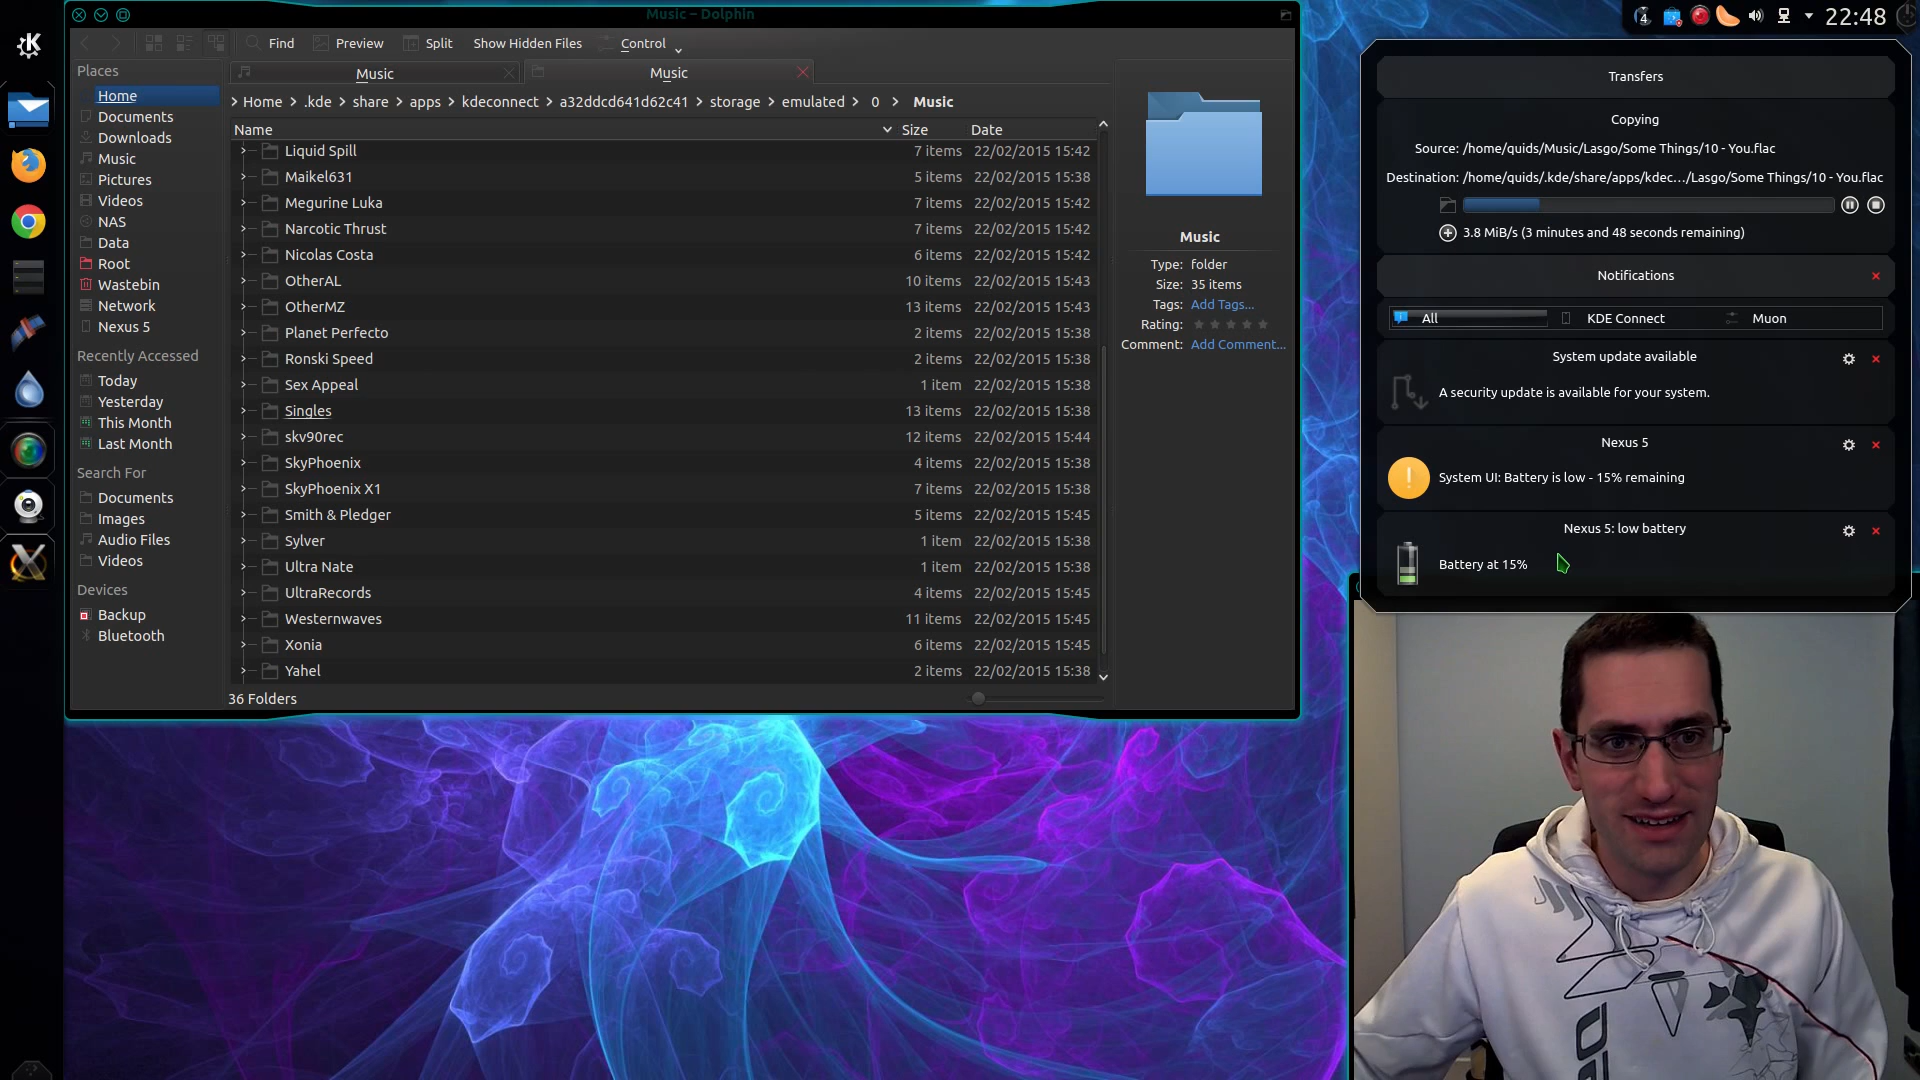 Music – Dolphin
4
22:48
Find
Preview
Split
Show Hidden Files
Control
Music
Music
Home
.kde
share
apps
kdeconnect
a32ddcd641d62c41
storage
emulated
0
Music
Places
Home
Documents
Downloads
Music
Pictures
Videos
NAS
Data
Root
Wastebin
Network
Nexus 5
Recently Accessed
Today
Yesterday
This Month
Last Month
Search For
Documents
Images
Audio Files
Videos
Devices
Backup
Bluetooth
Name Size Date
Liquid Spill 7 items 22/02/2015 15:42
Maikel631 5 items 22/02/2015 15:38
Megurine Luka 7 items 22/02/2015 15:42
Narcotic Thrust 7 items 22/02/2015 15:42
Nicolas Costa 6 items 22/02/2015 15:42
OtherAL 10 items 22/02/2015 15:43
OtherMZ 13 items 22/02/2015 15:43
Planet Perfecto 2 items 22/02/2015 15:38
Ronski Speed 2 items 22/02/2015 15:38
Sex Appeal 1 item 22/02/2015 15:38
Singles 13 items 22/02/2015 15:38
skv90rec 12 items 22/02/2015 15:44
SkyPhoenix 4 items 22/02/2015 15:38
SkyPhoenix X1 7 items 22/02/2015 15:38
Smith & Pledger 5 items 22/02/2015 15:45
Sylver 1 item 22/02/2015 15:38
Ultra Nate 1 item 22/02/2015 15:38
UltraRecords 4 items 22/02/2015 15:45
Westernwaves 11 items 22/02/2015 15:45
Xonia 6 items 22/02/2015 15:45
Yahel 2 items 22/02/2015 15:38
36 Folders
Music
Type: folder
Size: 35 items
Tags: Add Tags...
Rating:
Comment: Add Comment...
Transfers
Copying
Source: /home/quids/Music/Lasgo/Some Things/10 - You.flac
Destination: /home/quids/.kde/share/apps/kdec.../Lasgo/Some Things/10 - You.flac
3.8 MiB/s (3 minutes and 48 seconds remaining)
Notifications
All
KDE Connect
Muon
System update available
A security update is available for your system.
Nexus 5
System UI: Battery is low - 15% remaining
Nexus 5: low battery
Battery at 15%